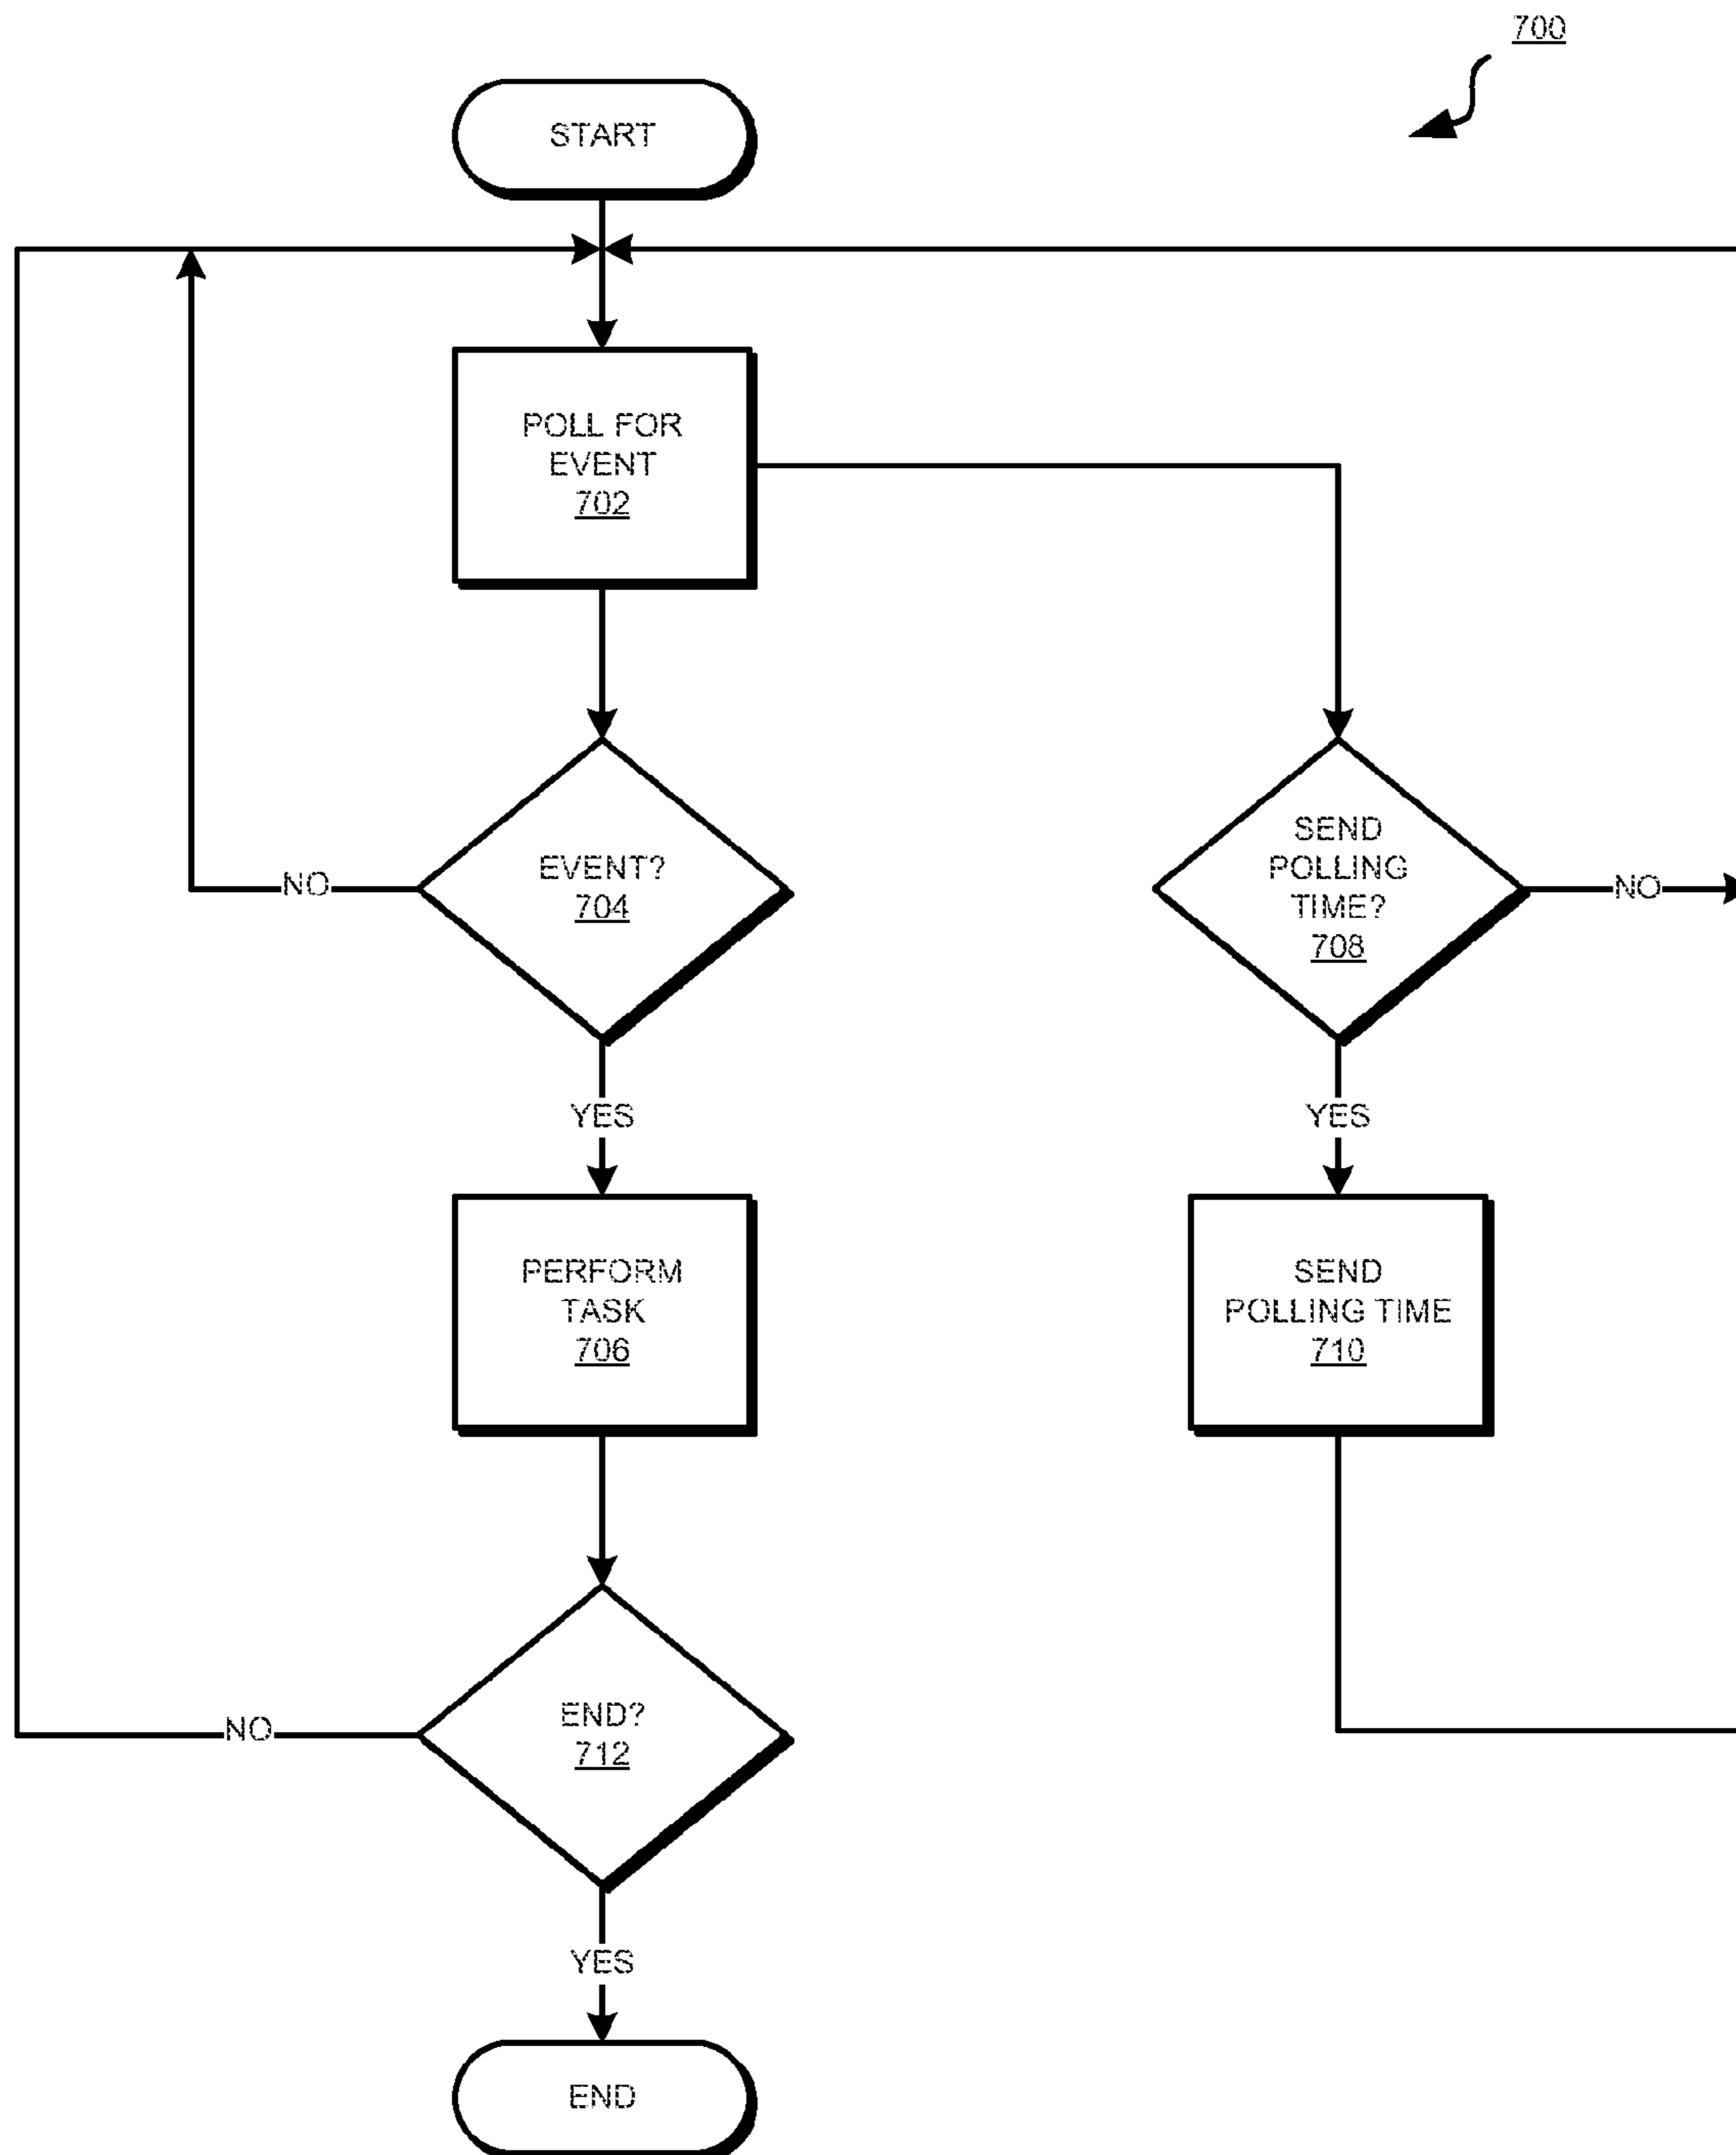 700
START
POLL FOR
EVENT
702
EVENT?
704
NO
SEND
POLLING
TIME?
708
NO
YES
YES
PERFORM
TASK
706
SEND
POLLING TIME
710
END?
712
NO
YES
END